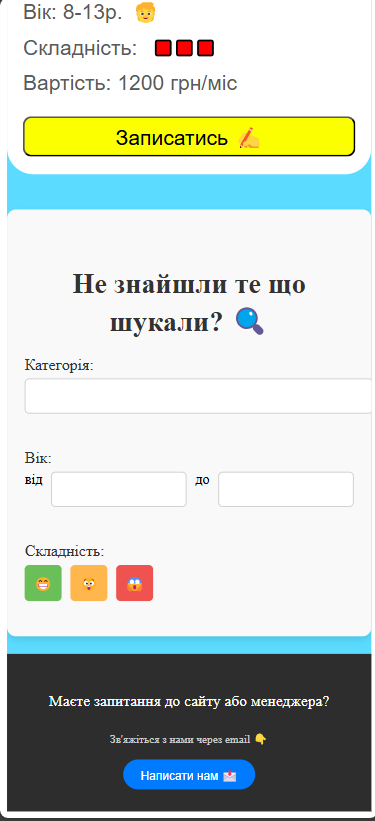 Вік: 8-13р. 👦
Складність:
Вартість: 1200 грн/міс
Записатись ✍️
Не знайшли те що
шукали? 🔍
Категорія:
Вік:
від до
Складність:
Маєте запитання до сайту або менеджера?
Зв'яжіться з нами через email 👇
Написати нам 📩